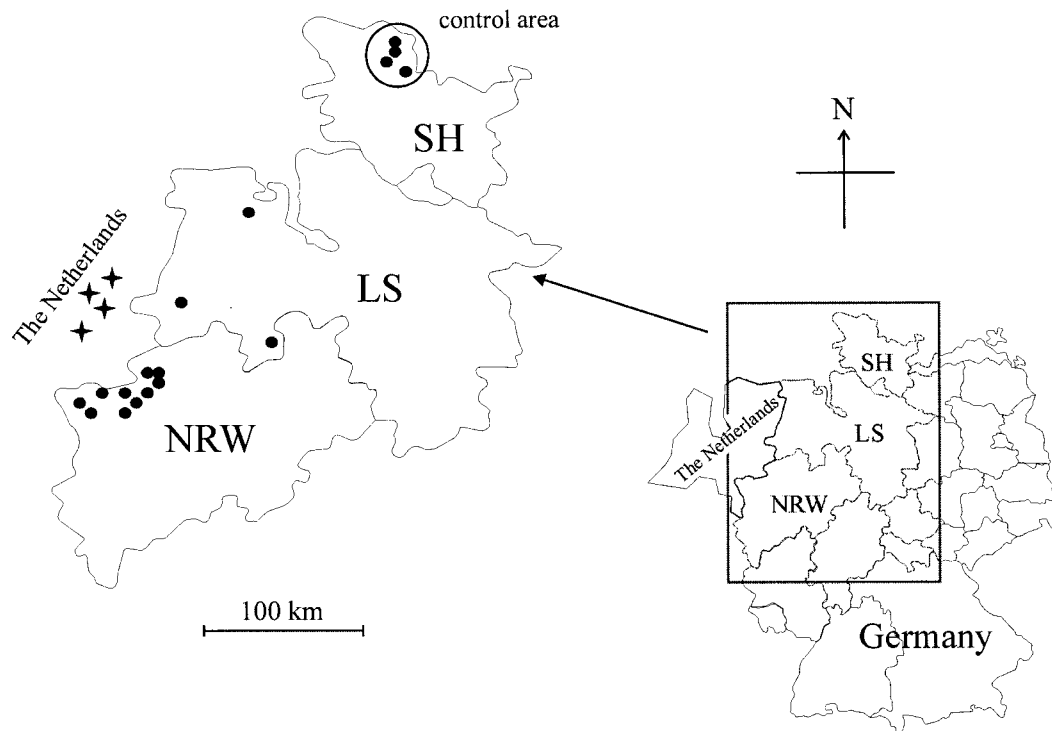 control area
SH
N
The Netherlands
LS
NRW
100 km
SH
The Netherlands
LS
NRW
Germany